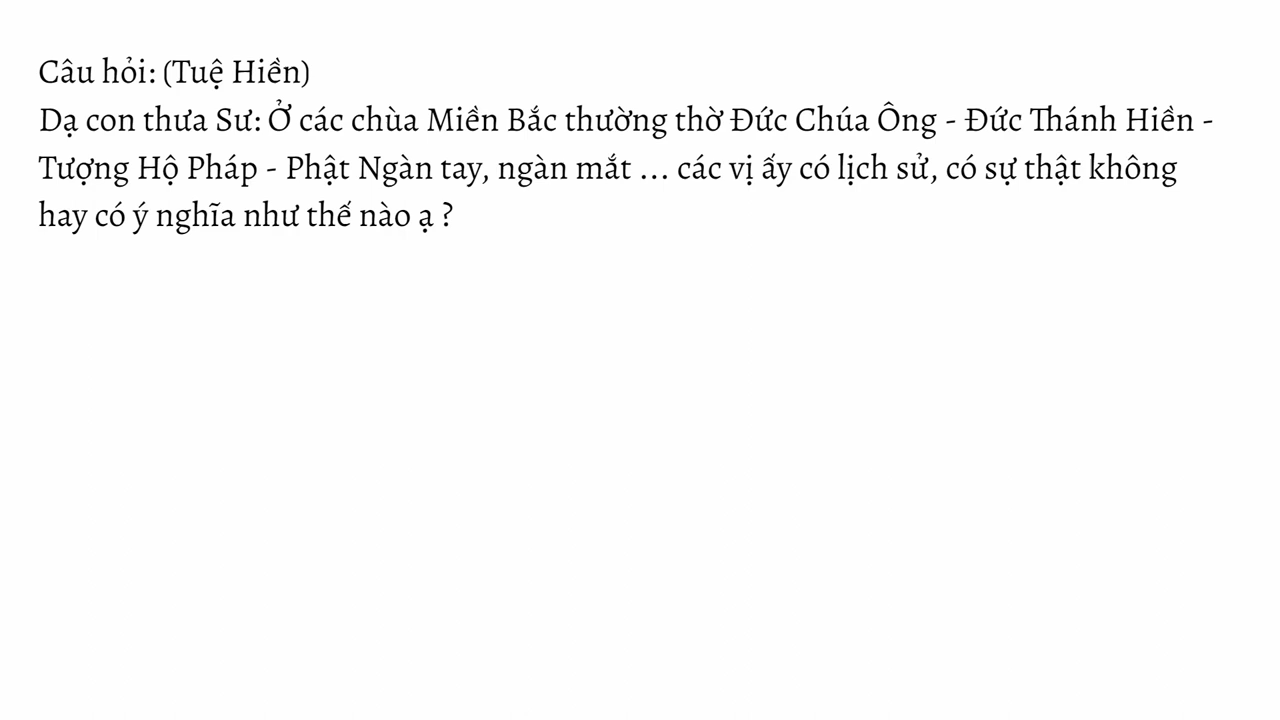 Câu hỏi: (Tuệ Hiền)
Dạ con thưa Sư: Ở các chùa Miền Bắc thường thờ Đức Chúa Ông - Đức Thánh Hiền -
Tượng Hộ Pháp - Phật Ngàn tay, ngàn mắt ... các vị ấy có lịch sử, có sự thật không
hay có ý nghĩa như thế nào ạ ?